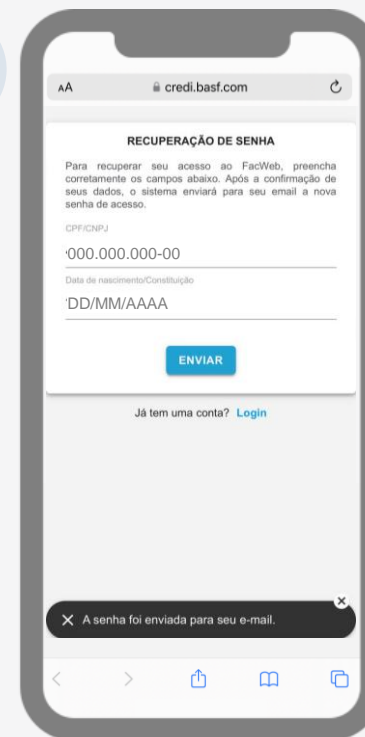 AA credi.basf.com
RECUPERAÇÃO DE SENHA
Para recuperar seu acesso ao FacWeb, preencha
corretamente os campos abaixo. Após a confirmação de
seus dados, o sistema enviará para seu email a nova
senha de acesso.
CPF/CNPJ
000.000.000-00
Data de nascimento/Constituição
DD/MM/AAAA
ENVIAR
Já tem uma conta? Login
A senha foi enviada para seu e-mail.